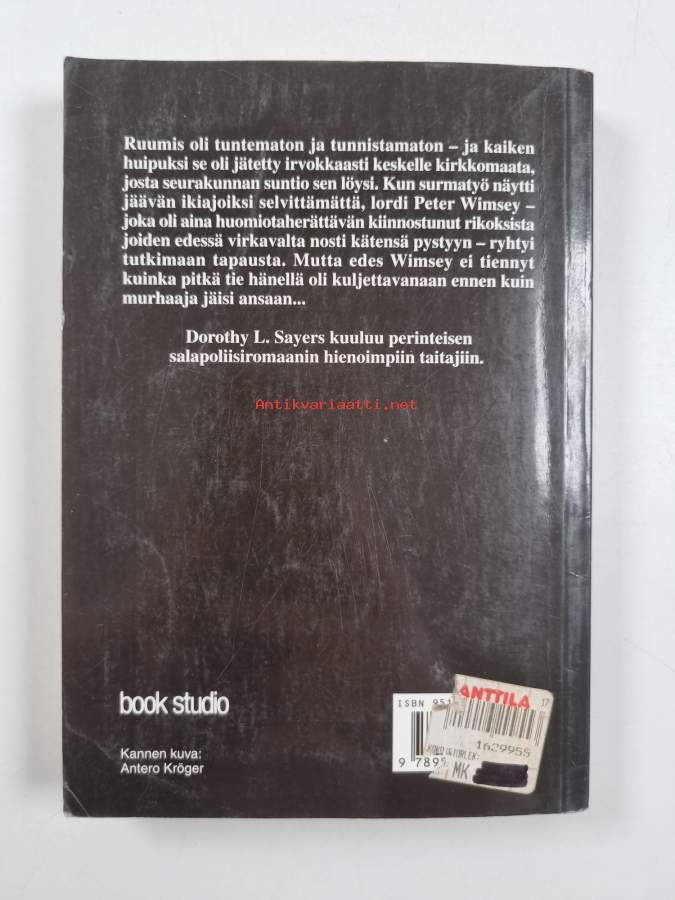 Ruumis oli tuntematon ja tunnistamaton – ja kaiken
huipuksi se oli jätetty irvokkaasti keskelle kirkkomaata,
josta seurakunnan suntio sen löysi. Kun surmatyö näytti
jäävän ikiajoiksi selvittämättä, lordi Peter Wimsey –
joka oli aina huomiotaherättävän kiinnostunut rikoksista
joiden edessä virkavalta nosti kätensä pystyyn – ryhtyi
tutkimaan tapausta. Mutta edes Wimsey ei tiennyt
kuinka pitkä tie hänellä oli kuljettavanaan ennen kuin
murhaaja jäisi ansaan...
Dorothy L. Sayers kuuluu perinteisen
salapoliisiromaanin hienoimpiin taitajiin.
Antikvariaatti.net
book studio
Kannen kuva:
Antero Kröger
ISBN 951
ANTTILA
17
1629955
MK
9 7895